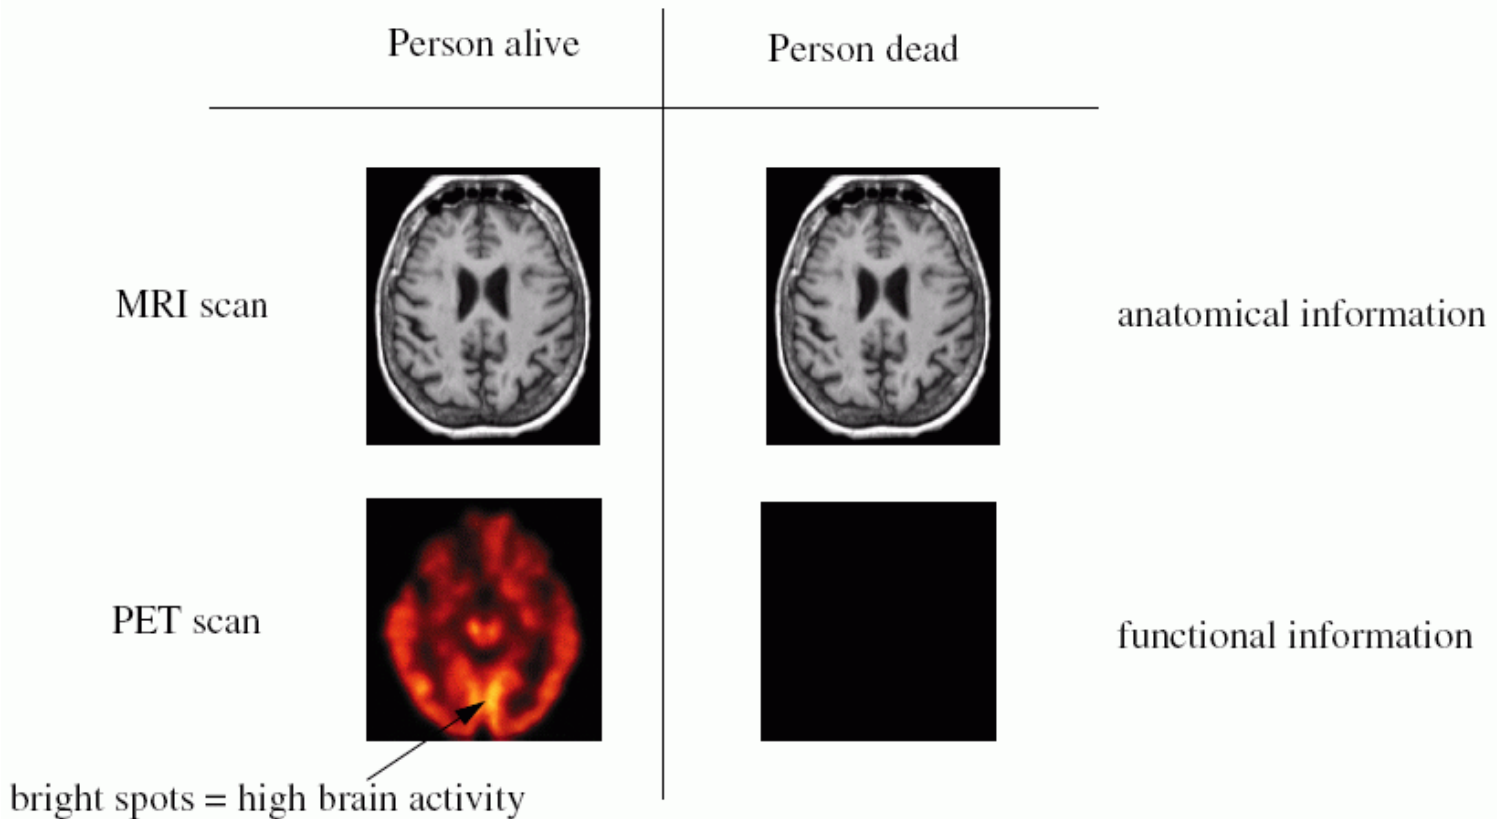 Person alive
Person dead
MRI scan
anatomical information
PET scan
functional information
bright spots = high brain activity